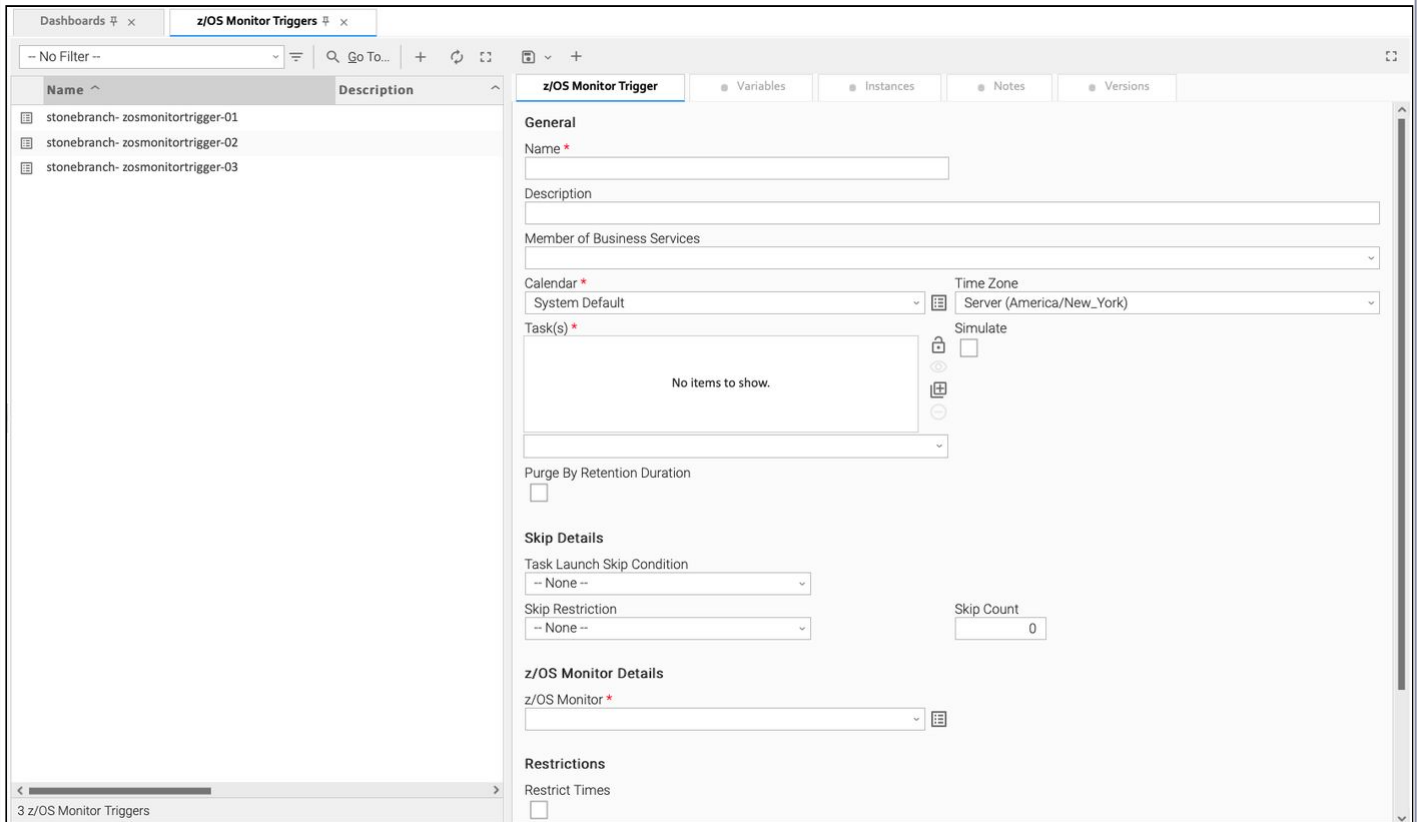 Dashboards
z/OS Monitor Triggers
-- No Filter --
Go To...
Name
Description
stonebranch- zosmonitortrigger-01
stonebranch- zosmonitortrigger-02
stonebranch- zosmonitortrigger-03
3 z/OS Monitor Triggers
z/OS Monitor Trigger
Variables
Instances
Notes
Versions
General
Name *
Description
Member of Business Services
Calendar *
Time Zone
System Default
Server (America/New_York)
Task(s) *
Simulate
No items to show.
Purge By Retention Duration
Skip Details
Task Launch Skip Condition
-- None --
Skip Restriction
Skip Count
-- None --
0
z/OS Monitor Details
z/OS Monitor *
Restrictions
Restrict Times